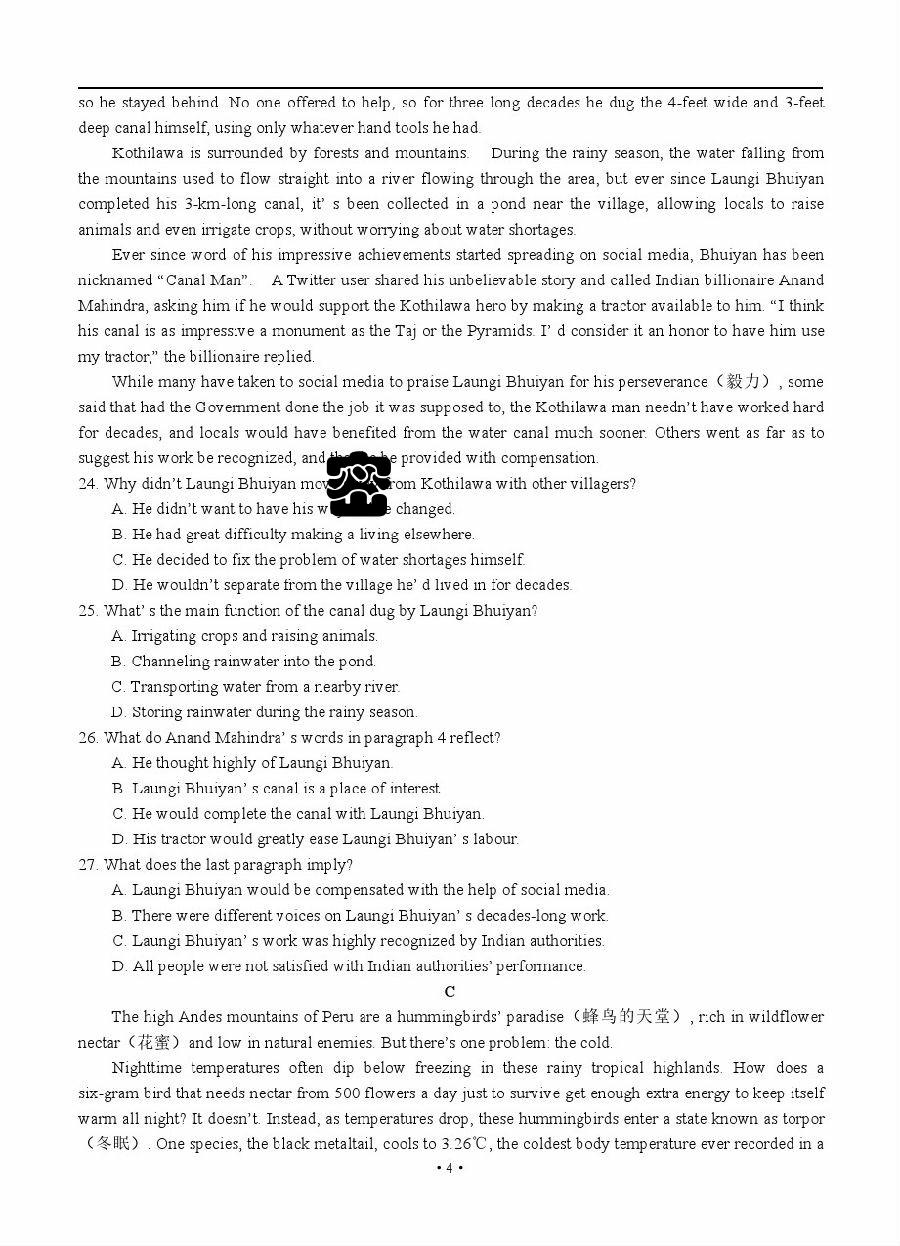 so he stayed behind. No one offered to help, so for three long decades he dug the 4-feet wide and 3-feet
deep canal himself, using only whatever hand tools he had.
Kothilawa is surrounded by forests and mountains. During the rainy season, the water falling from
the mountains used to flow straight into a river flowing through the area, but ever since Laungi Bhuiyan
completed his 3-km-long canal, it' s been collected in a pond near the village, allowing locals to raise
animals and even irrigate crops, without worrying about water shortages.
Ever since word of his impressive achievements started spreading on social media, Bhuiyan has been
nicknamed “Canal Man”. A Twitter user shared his unbelievable story and called Indian billionaire Anand
Mahindra, asking him if he would support the Kothilawa hero by making a tractor available to him. “I think
his canal is as impressive a monument as the Taj or the Pyramids. I' d consider it an honor to have him use
my tractor,” the billionaire replied.
While many have taken to social media to praise Laungi Bhuiyan for his perseverance（毅力）, some
said that had the Government done the job it was supposed to, the Kothilawa man needn't have worked hard
for decades, and locals would have benefited from the water canal much sooner. Others went as far as to
suggest his work be recognized, and provided with compensation.
24. Why didn't Laungi Bhuiyan from Kothilawa with other villagers?
A. He didn't want to have his changed.
B. He had great difficulty making a living elsewhere.
C. He decided to fix the problem of water shortages himself.
D. He wouldn't separate from the village he' d lived in for decades.
25. What' s the main function of the canal dug by Laungi Bhuiyan?
A. Irrigating crops and raising animals.
B. Channeling rainwater into the pond.
C. Transporting water from a nearby river.
D. Storing rainwater during the rainy season.
26. What do Anand Mahindra' s words in paragraph 4 reflect?
A. He thought highly of Laungi Bhuiyan.
B. Laungi Bhuiyan' s canal is a place of interest.
C. He would complete the canal with Laungi Bhuiyan.
D. His tractor would greatly ease Laungi Bhuiyan' s labour.
27. What does the last paragraph imply?
A. Laungi Bhuiyan would be compensated with the help of social media.
B. There were different voices on Laungi Bhuiyan' s decades-long work.
C. Laungi Bhuiyan' s work was highly recognized by Indian authorities.
D. All people were not satisfied with Indian authorities' performance.
C
The high Andes mountains of Peru are a hummingbirds' paradise（蜂鸟的天堂）, rich in wildflower
nectar（花蜜）and low in natural enemies. But there's one problem: the cold.
Nighttime temperatures often dip below freezing in these rainy tropical highlands. How does a
six-gram bird that needs nectar from 500 flowers a day just to survive get enough extra energy to keep itself
warm all night? It doesn't. Instead, as temperatures drop, these hummingbirds enter a state known as torpor
（冬眠）. One species, the black metaltail, cools to 3.26℃, the coldest body temperature ever recorded in a
• 4 •